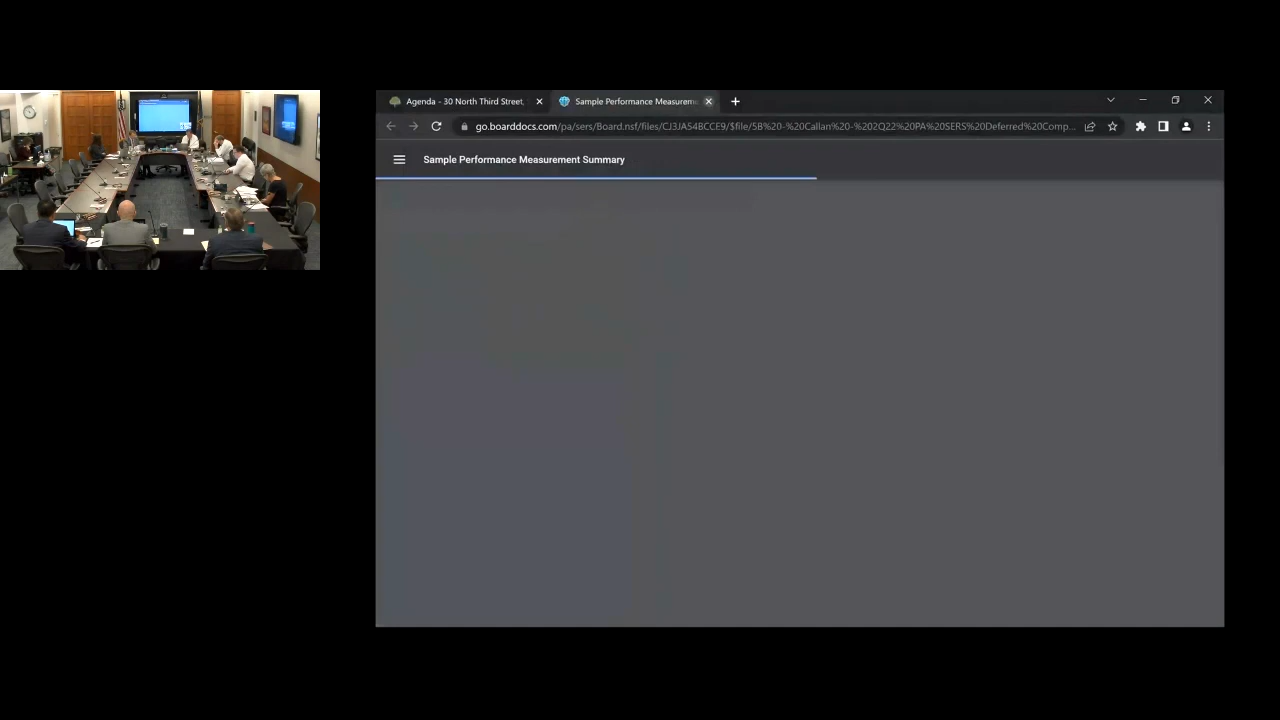 Agenda - 30 North Third Street,
Sample Performance Measurem
go.boarddocs.com/pa/sers/Board.nsf/files/CJ3JA54BCCE9/$file/5B%20-%20Callan%20-%202Q22%20PA%20SERS%20Deferred%20Comp...
Sample Performance Measurement Summary